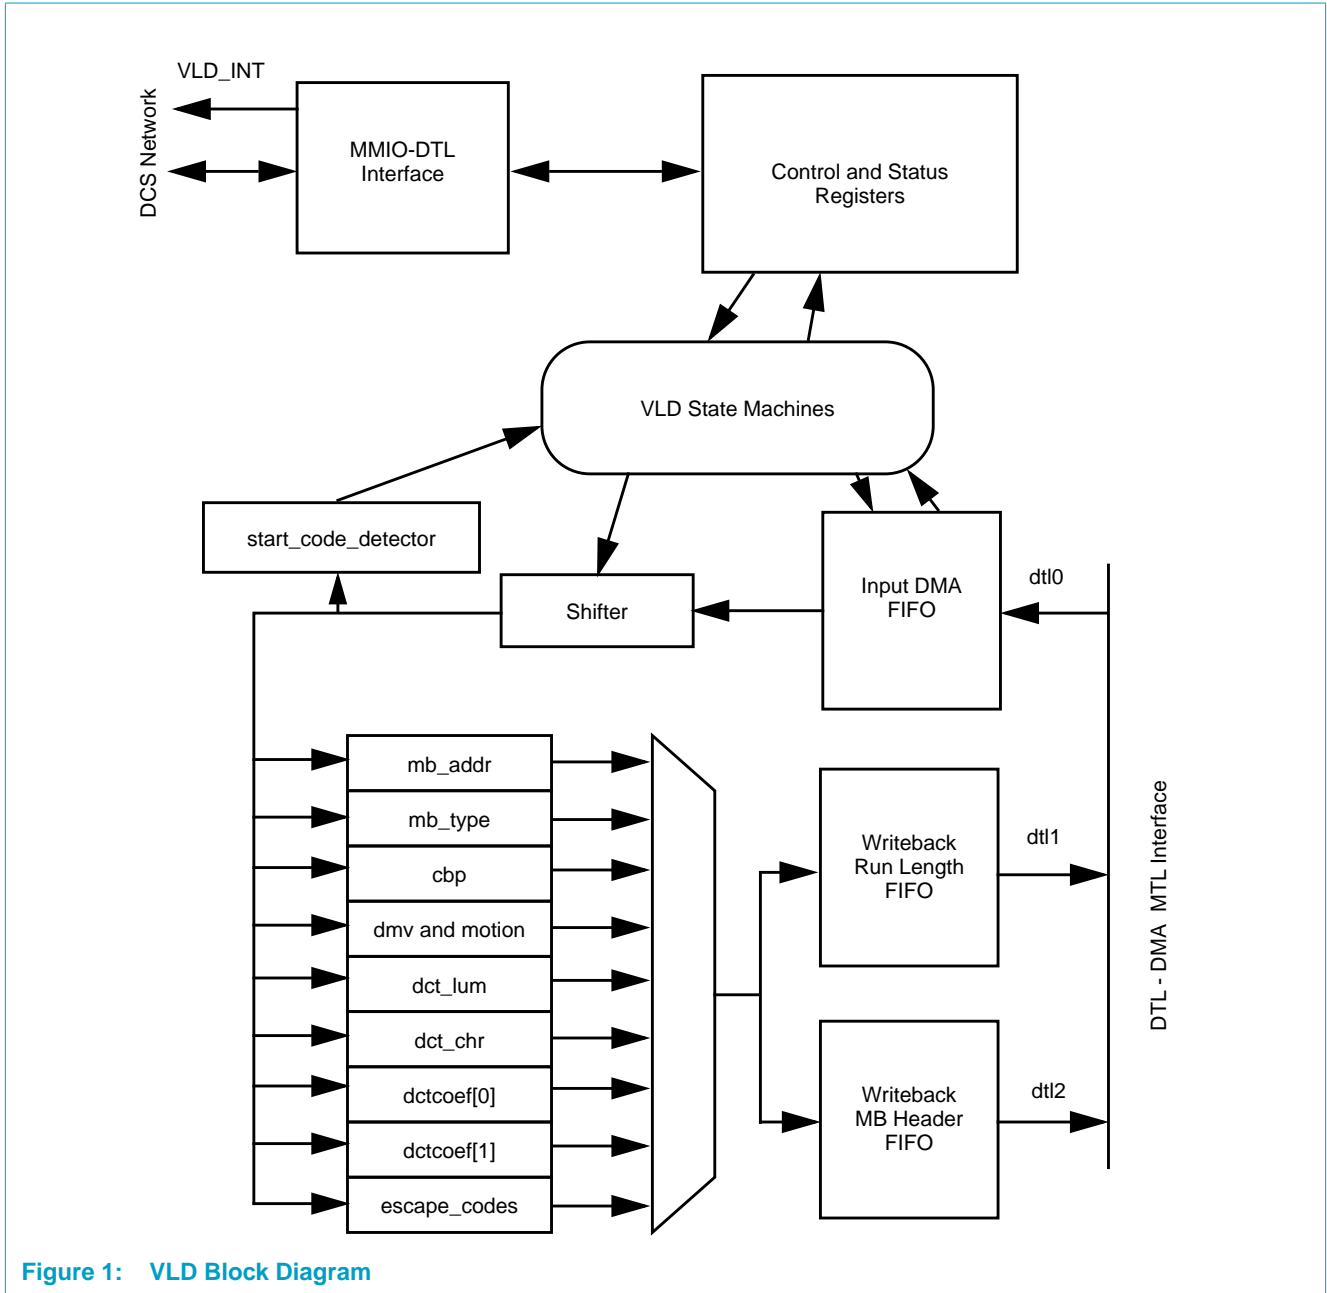 VLD_INT
DCS Network
MMIO-DTL
Interface
Control and Status
Registers
VLD State Machines
start_code_detector
Shifter
Input DMA
FIFO
dtl0
mb_addr
mb_type
cbp
dmv and motion
dct_lum
dct_chr
dctcoef[0]
dctcoef[1]
escape_codes
Writeback
Run Length
FIFO
dtl1
Writeback
MB Header
FIFO
dtl2
DTL - DMA MTL Interface
Figure 1: VLD Block Diagram